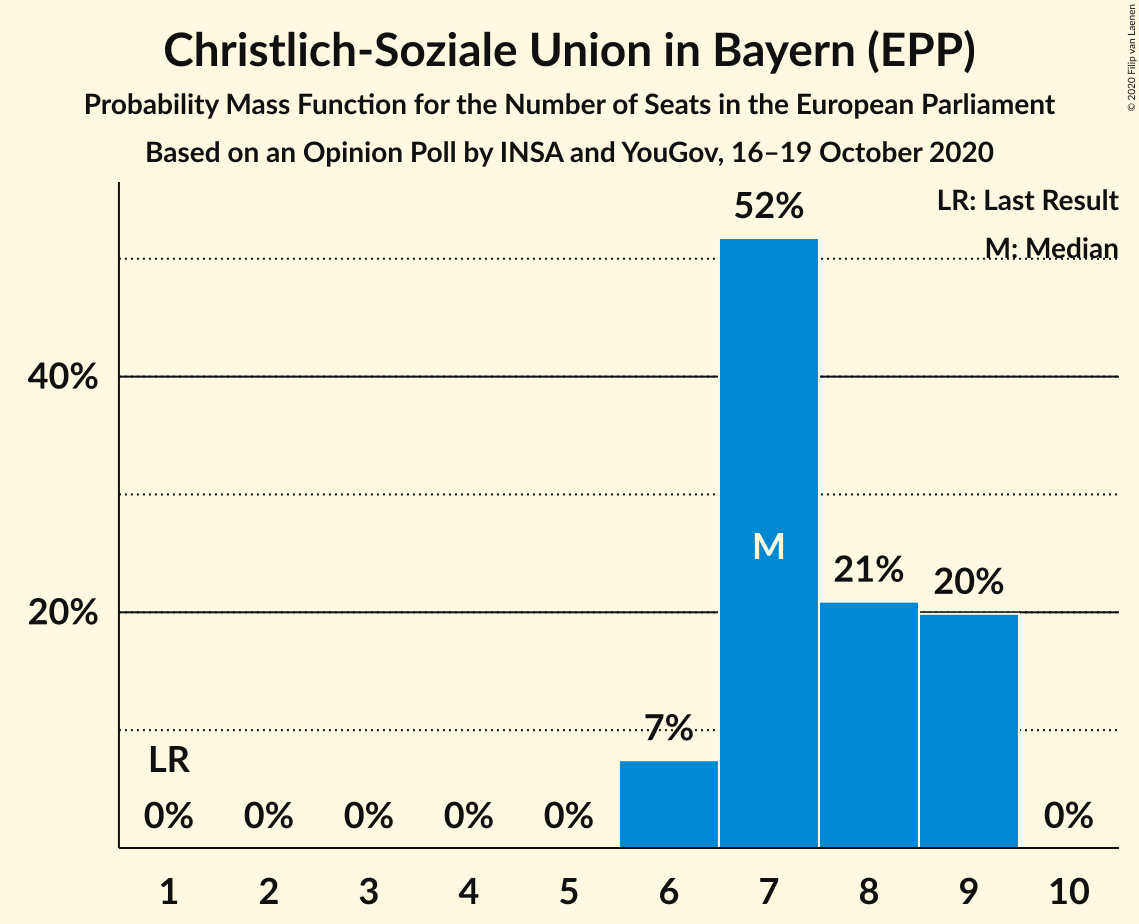 Christlich-Soziale Union in Bayern (EPP)
Probability Mass Function for the Number of Seats in the European Parliament
Based on an Opinion Poll by INSA and YouGov, 16–19 October 2020
© 2020 Filip van Laenen
LR: Last Result
M: Median
52%
40%
M
21%
20%
20%
7%
LR
0%
0%
0%
0%
0%
0%
1 2 3 4 5 6 7 8 9 10